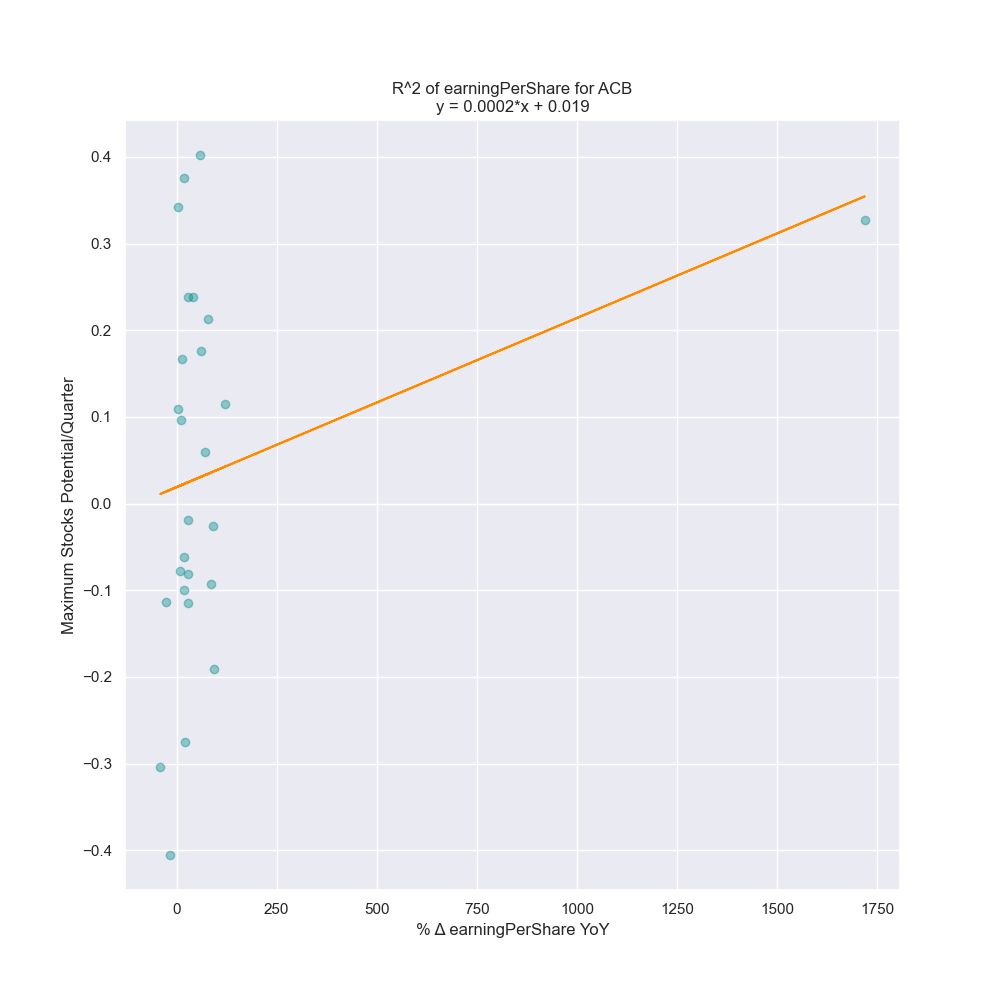 R^2 of earningPerShare for ACB
y = 0.0002*x + 0.019
0.4
0.3
0.2
0.1
0.0
−0.1
−0.2
−0.3
−0.4
Maximum Stocks Potential/Quarter
0 250 500 750 1000 1250 1500 1750
% Δ earningPerShare YoY